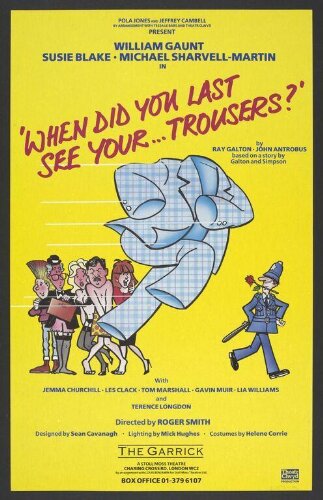 POLA JONES and JEFFREY CAMBELL
BY ARRANGEMENT WITH
PRESENT
WILLIAM GAUNT
SUSIE BLAKE • MICHAEL SHARVELL-MARTIN
IN
'WHEN DID YOU LAST
SEE YOUR... TROUSERS?'
by
RAY GALTON • JOHN ANTROBUS
based on a story by
Galton and Simpson
With
JEMMA CHURCHILL • LES CLACK • TOM MARSHALL • GAVIN MUIR • LIA WILLIAMS
and
TERENCE LONGDON
Directed by ROGER SMITH
Designed by Sean Cavanagh • Lighting by Mick Hughes • Costumes by Helene Corrie
THE GARRICK
A STOLL MOSS THEATRE
CHARING CROSS RD. LONDON WC2
BOX OFFICE 01-379 6107